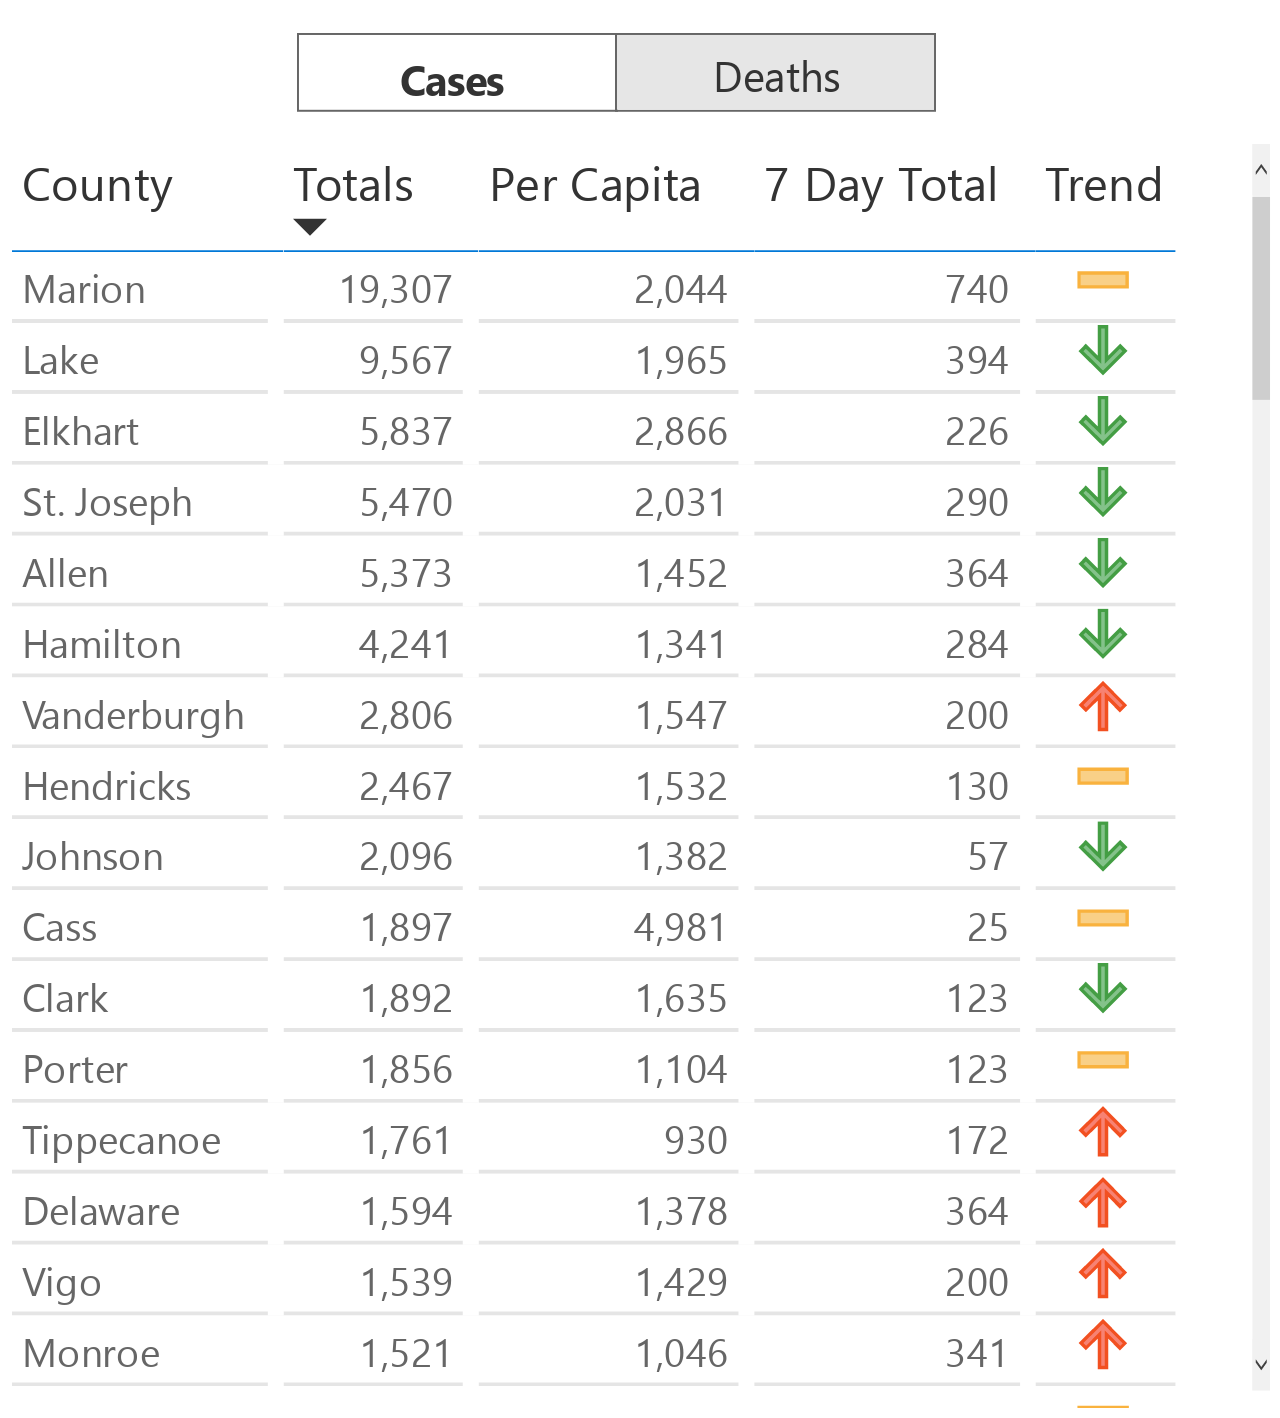 Cases Deaths
County Totals Per Capita 7 Day Total Trend
Marion 19,307 2,044 740
Lake 9,567 1,965 394
Elkhart 5,837 2,866 226
St. Joseph 5,470 2,031 290
Allen 5,373 1,452 364
Hamilton 4,241 1,341 284
Vanderburgh 2,806 1,547 200
Hendricks 2,467 1,532 130
Johnson 2,096 1,382 57
Cass 1,897 4,981 25
Clark 1,892 1,635 123
Porter 1,856 1,104 123
Tippecanoe 1,761 930 172
Delaware 1,594 1,378 364
Vigo 1,539 1,429 200
Monroe 1,521 1,046 341